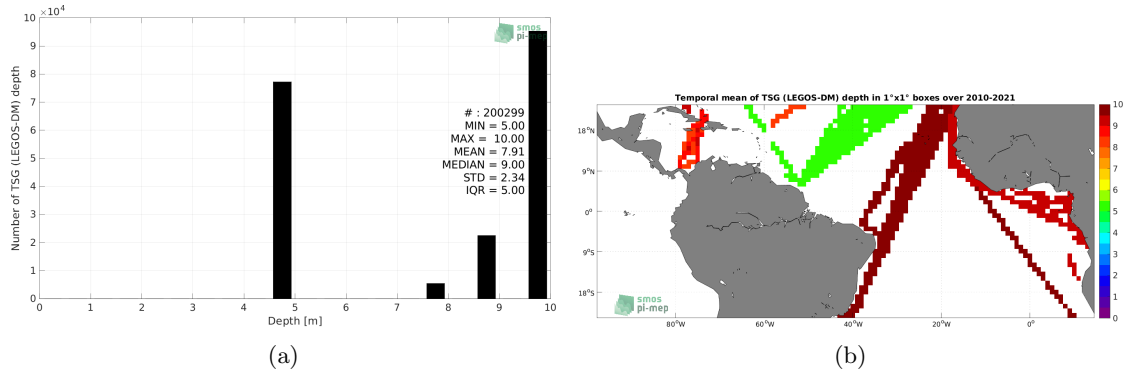 ×10⁴
10
9
8
7
6
5
4
3
2
1
0
Number of TSG (LEGOS-DM) depth
smos
pi-mep
# : 200299
MIN = 5.00
MAX = 10.00
MEAN = 7.91
MEDIAN = 9.00
STD = 2.34
IQR = 5.00
0 1 2 3 4 5 6 7 8 9 10
Depth [m]
(a)
Temporal mean of TSG (LEGOS-DM) depth in 1°x1° boxes over 2010-2021
18°N
9°N
0°
9°S
18°S
smos
pi-mep
80°W 60°W 40°W 20°W 0°
10
9
8
7
6
5
4
3
2
1
0
(b)